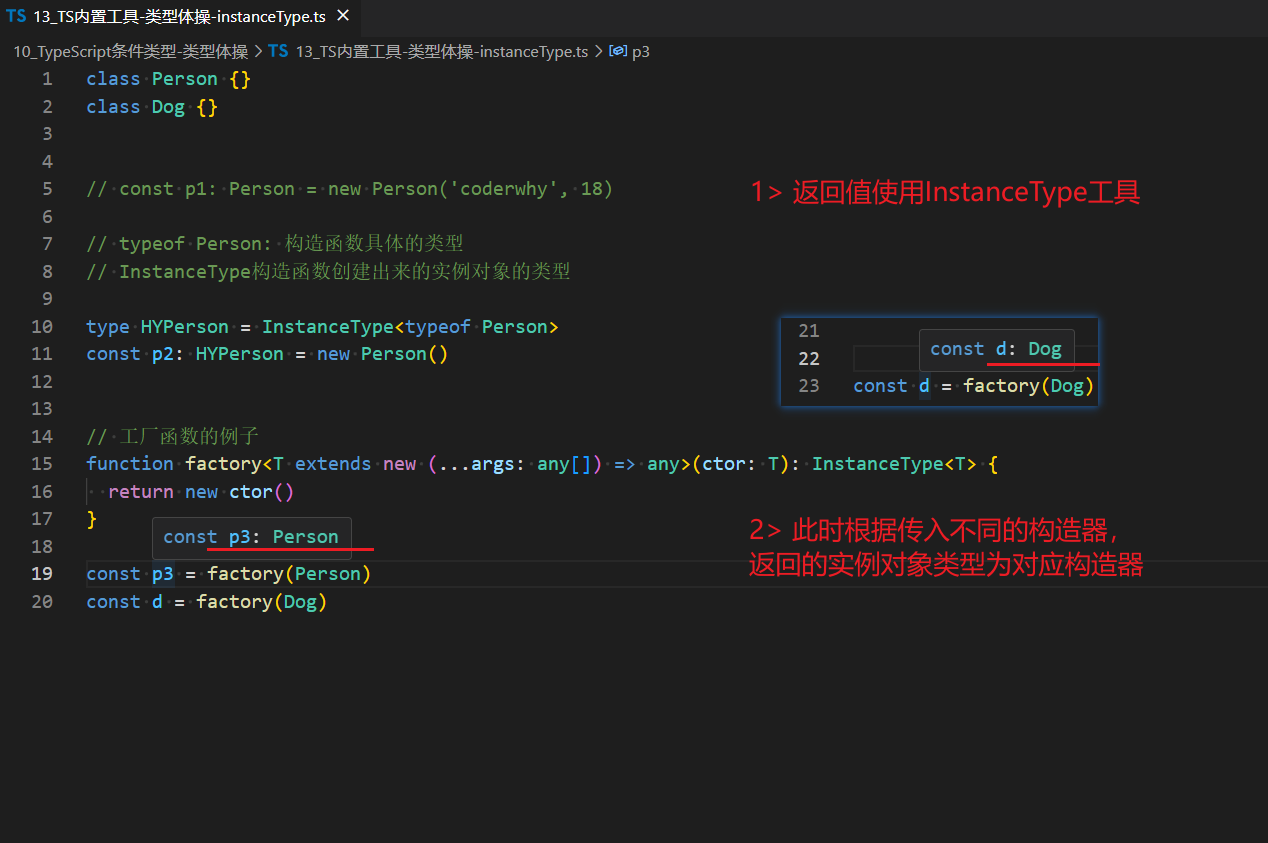 TS 13_TS内置工具-类型体操-instanceType.ts ×
10_TypeScript条件类型-类型体操 > TS 13_TS内置工具-类型体操-instanceType.ts > p3
1 class Person {}
2 class Dog {}
3
4
5 // const p1: Person = new Person('coderwhy', 18)
1> 返回值使用InstanceType工具
6
7 // typeof Person: 构造函数具体的类型
8 // InstanceType构造函数创建出来的实例对象的类型
9
10 type HYPerson = InstanceType<typeof Person>
11 const p2: HYPerson = new Person()
12
13
21
22 const d: Dog
23 const d = factory(Dog)
14 // 工厂函数的例子
15 function factory<T extends new (...args: any[]) => any>(ctor: T): InstanceType<T> {
16 return new ctor()
17 }
18 const p3: Person
19 const p3 = factory(Person)
20 const d = factory(Dog)
2> 此时根据传入不同的构造器,
返回的实例对象类型为对应构造器